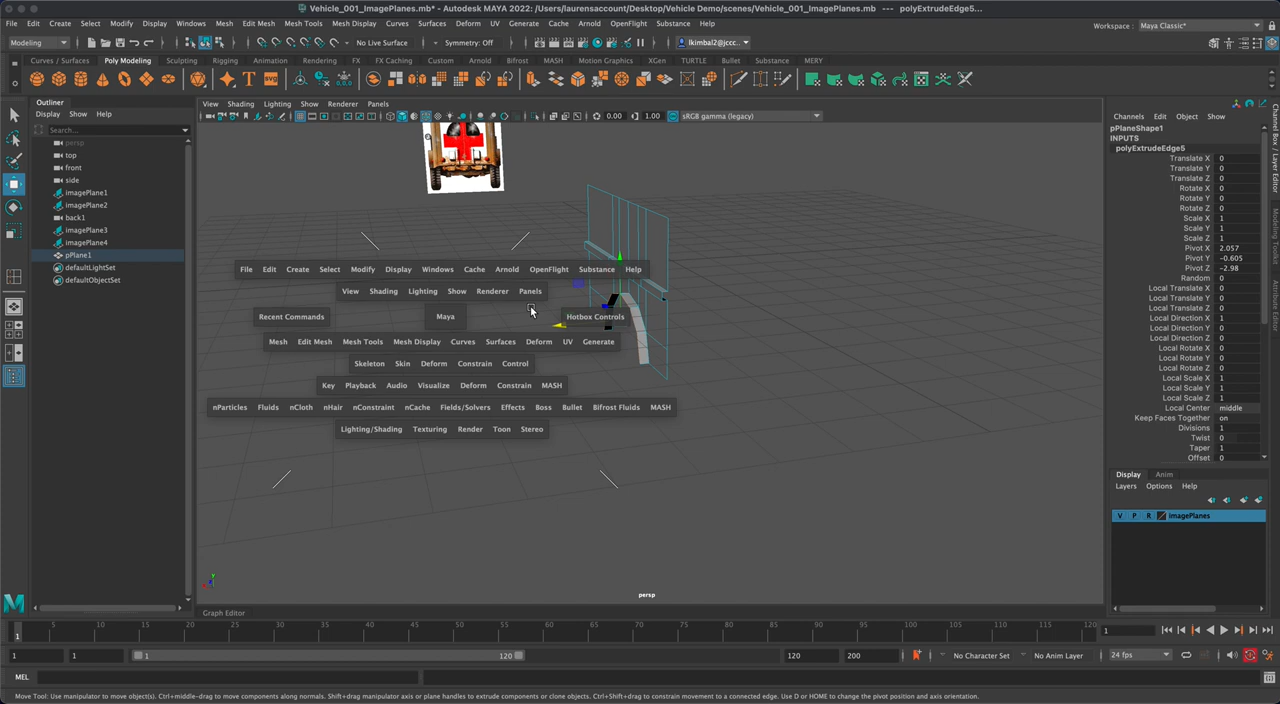 Vehicle_001_ImagePlanes.mb* - Autodesk MAYA 2022: /Users/laurensaccount/Desktop/Vehicle Demo/scenes/Vehicle_001_ImagePlanes.mb --- polyExtrudeEdge5...
File Edit Create Select Modify Display Windows Mesh Edit Mesh Mesh Tools Mesh Display Curves Surfaces Deform UV Generate Cache Arnold OpenFlight Substance Help
Workspace : Maya Classic*
Modeling No Live Surface Symmetry: Off lkimbal2@jccc...
Curves / Surfaces Poly Modeling Sculpting Rigging Animation Rendering FX FX Caching Custom Arnold Bifrost MASH Motion Graphics XGen TURTLE Bullet Substance MERY
SVG
Outliner
Display Show Help
Search...
persp
top
front
side
imagePlane1
imagePlane2
back1
imagePlane3
imagePlane4
pPlane1
defaultLightSet
defaultObjectSet
View Shading Lighting Show Renderer Panels
0.00 1.00 sRGB gamma (legacy)
File Edit Create Select Modify Display Windows Cache Arnold OpenFlight Substance Help
View Shading Lighting Show Renderer Panels
Recent Commands Maya Hotbox Controls
Mesh Edit Mesh Mesh Tools Mesh Display Curves Surfaces Deform UV Generate
Skeleton Skin Deform Constrain Control
Key Playback Audio Visualize Deform Constrain MASH
nParticles Fluids nCloth nHair nConstraint nCache Fields/Solvers Effects Boss Bullet Bifrost Fluids MASH
Lighting/Shading Texturing Render Toon Stereo
persp
Channels Edit Object Show
pPlaneShape1
INPUTS
polyExtrudeEdge5
Translate X 0
Translate Y 0
Translate Z 0
Rotate X 0
Rotate Y 0
Rotate Z 0
Scale X 1
Scale Y 1
Scale Z 1
Pivot X 2.057
Pivot Y -0.605
Pivot Z -2.98
Random 0
Local Translate X 0
Local Translate Y 0
Local Translate Z 0
Local Direction X 1
Local Direction Y 0
Local Direction Z 0
Local Rotate X 0
Local Rotate Y 0
Local Rotate Z 0
Local Scale X 1
Local Scale Y 1
Local Scale Z 1
Local Center middle
Keep Faces Together on
Divisions 1
Twist 0
Taper 1
Offset 0
Channel Box / Layer Editor
Modeling Toolkit
Attribute Editor
Display Anim
Layers Options Help
V P R imagePlanes
Graph Editor
5 10 15 20 25 30 35 40 45 50 55 60 65 70 75 80 85 90 95 100 105 110 115 120
1 1
1 1 1 120 120 200 No Character Set No Anim Layer 24 fps
MEL
Move Tool: Use manipulator to move object(s). Ctrl+middle-drag to move components along normals. Shift+drag manipulator axis or plane handles to extrude components or clone objects. Ctrl+Shift+drag to constrain movement to a connected edge. Use D or HOME to change the pivot position and axis orientation.